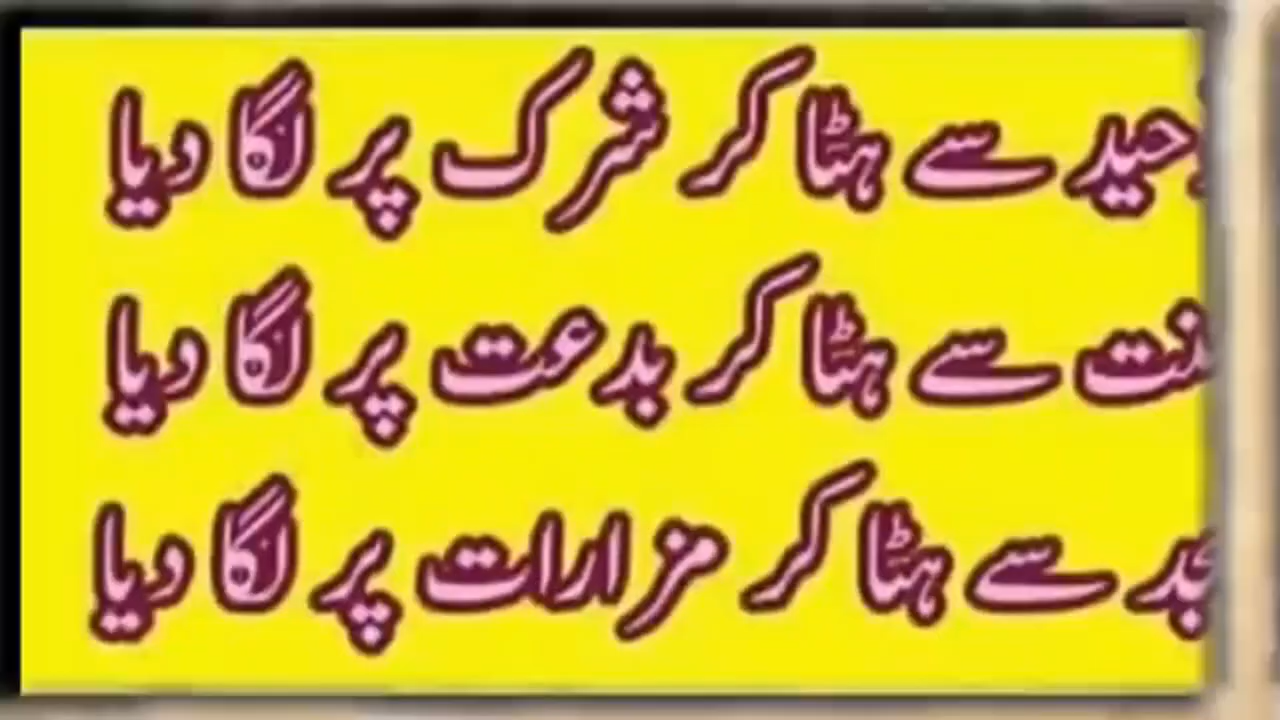 سے ہٹا کر شرک پر لگا دیا
سے ہٹا کر بدعت پر لگا دیا
سے ہٹا کر مزارات پر لگا دیا